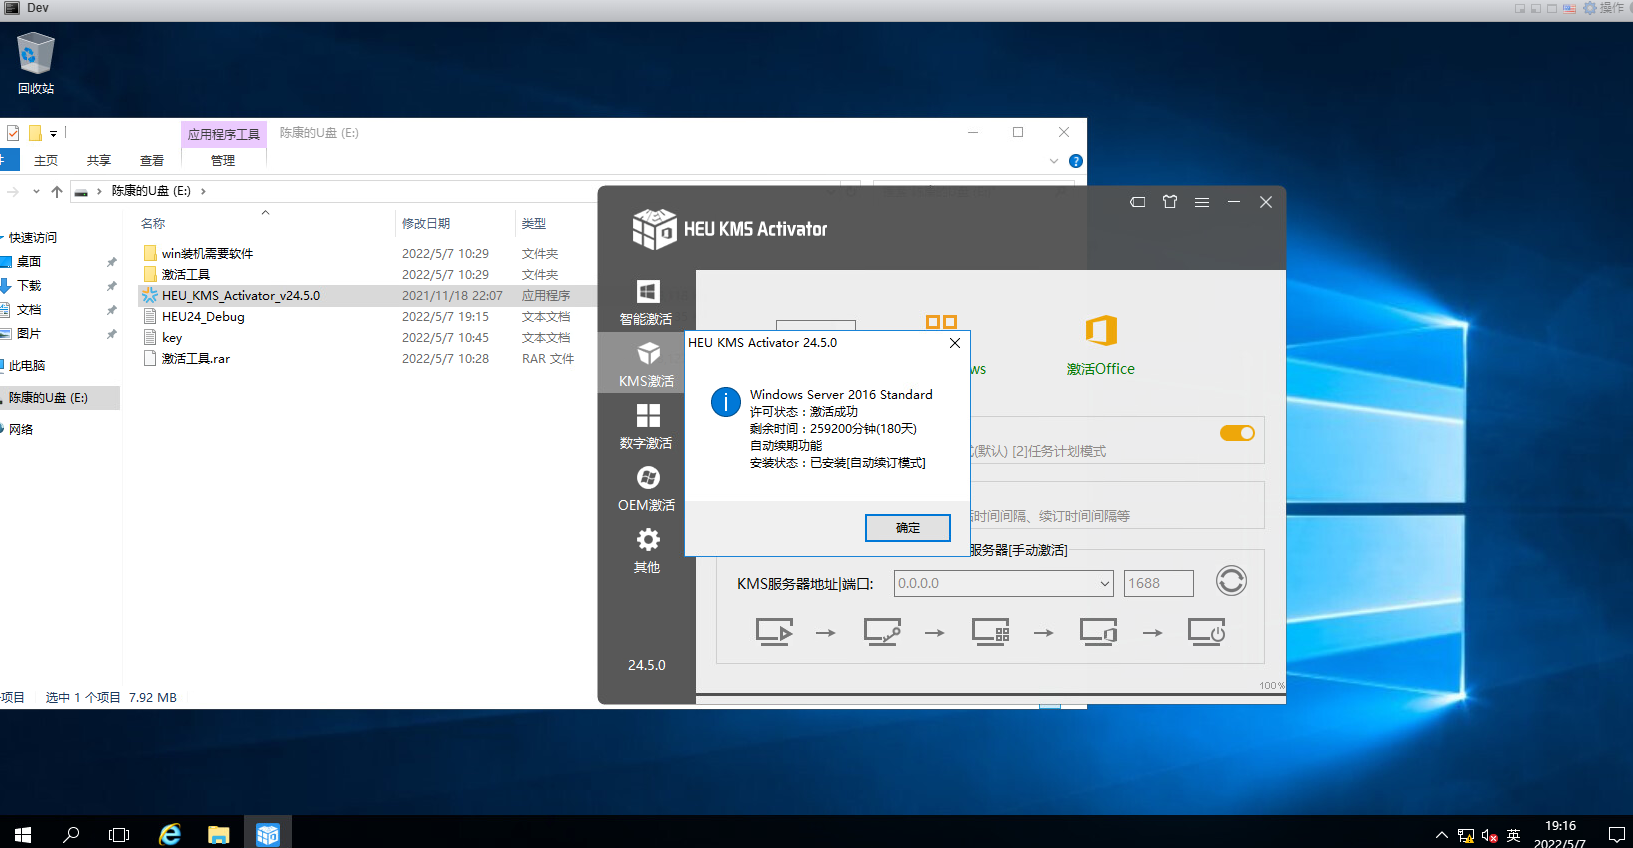 Dev
操作
回收站
应用程序工具
陈康的U盘 (E:)
主页
共享
查看
管理
陈康的U盘 (E:)
名称
修改日期
类型
快速访问
桌面
下载
文档
图片
此电脑
陈康的U盘 (E:)
网络
win装机需要软件
2022/5/7 10:29
文件夹
激活工具
2022/5/7 10:29
文件夹
HEU_KMS_Activator_v24.5.0
2021/11/18 22:07
应用程序
HEU24_Debug
2022/5/7 19:15
文本文档
key
2022/5/7 10:45
文本文档
激活工具.rar
2022/5/7 10:28
RAR 文件
项目
选中 1 个项目
7.92 MB
HEU KMS Activator
智能激活
KMS激活
数字激活
OEM激活
其他
24.5.0
ws
激活Office
(默认) [2]任务计划模式
时间间隔、续订时间间隔等
服务器[手动激活]
KMS服务器地址|端口:
0.0.0.0
1688
100%
HEU KMS Activator 24.5.0
Windows Server 2016 Standard
许可状态：激活成功
剩余时间：259200分钟(180天)
自动续期功能
安装状态：已安装[自动续订模式]
确定
英
19:16
2022/5/7